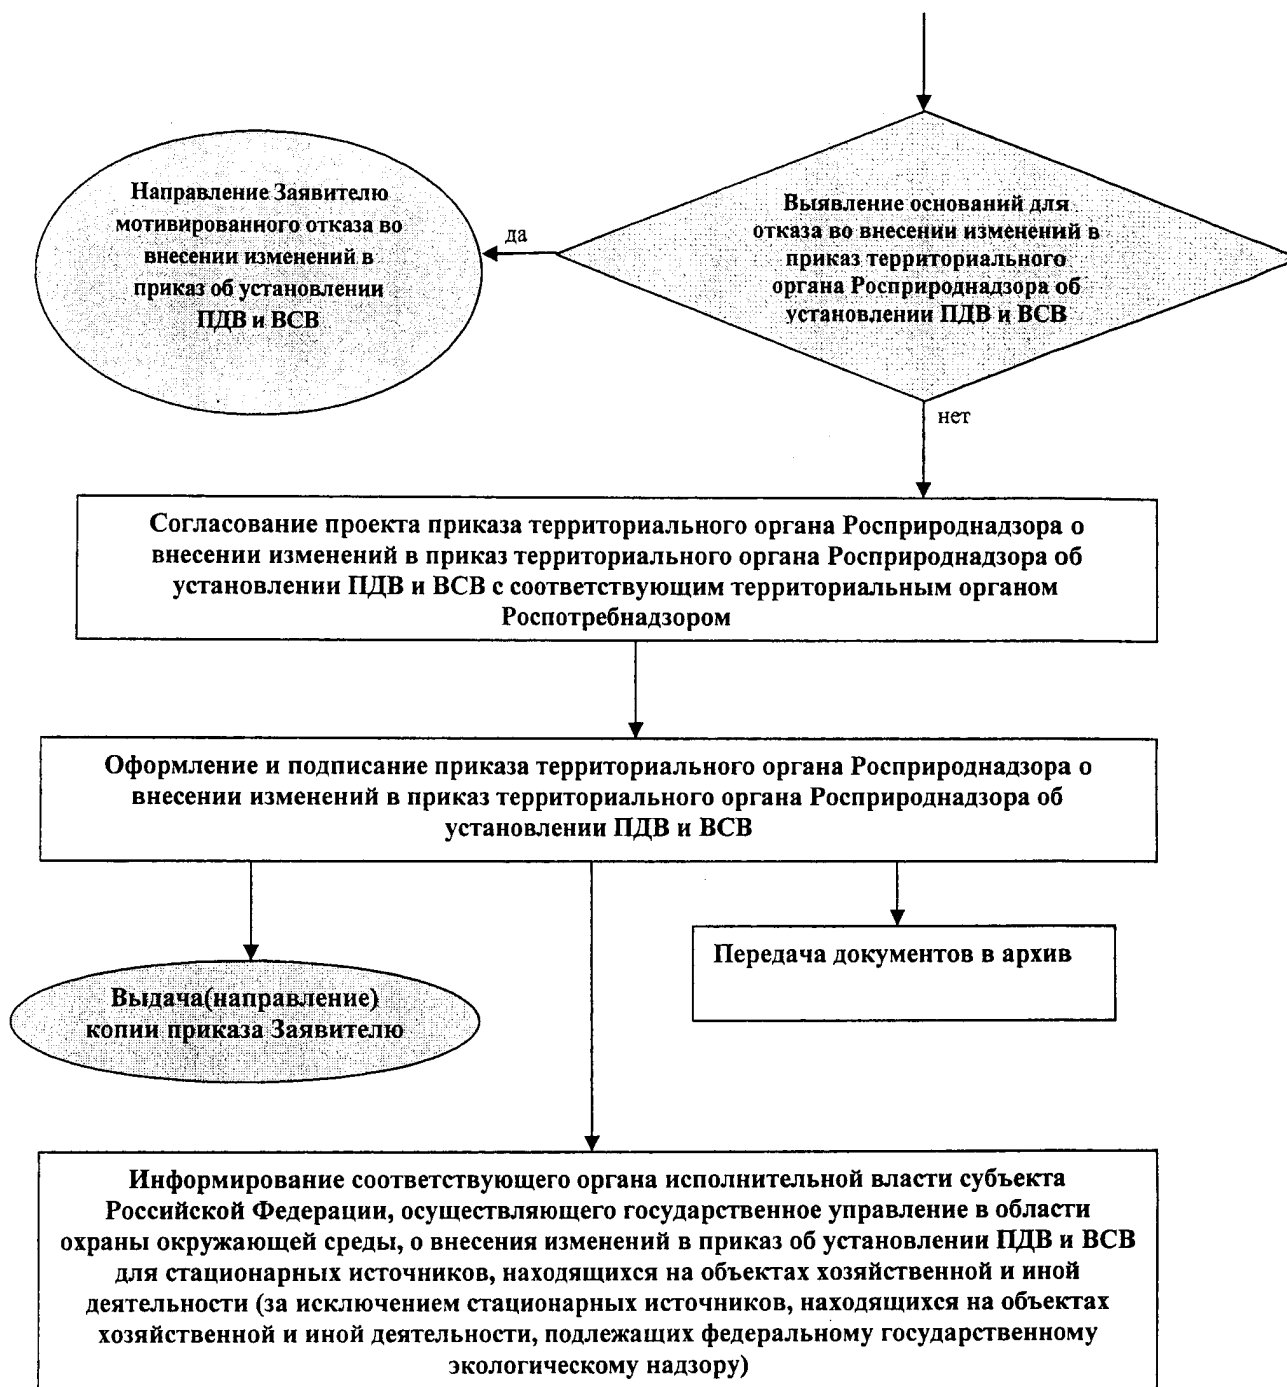 Направление Заявителю
мотивированного отказа во
внесении изменений в
приказ об установлении
ПДВ и ВСВ
да
Выявление оснований для
отказа во внесении изменений в
приказ территориального
органа Росприроднадзора об
установлении ПДВ и ВСВ
нет
Согласование проекта приказа территориального органа Росприроднадзора о
внесении изменений в приказ территориального органа Росприроднадзора об
установлении ПДВ и ВСВ с соответствующим территориальным органом
Роспотребнадзором
Оформление и подписание приказа территориального органа Росприроднадзора о
внесении изменений в приказ территориального органа Росприроднадзора об
установлении ПДВ и ВСВ
Передача документов в архив
Выдача(направление)
копии приказа Заявителю
Информирование соответствующего органа исполнительной власти субъекта
Российской Федерации, осуществляющего государственное управление в области
охраны окружающей среды, о внесения изменений в приказ об установлении ПДВ и ВСВ
для стационарных источников, находящихся на объектах хозяйственной и иной
деятельности (за исключением стационарных источников, находящихся на объектах
хозяйственной и иной деятельности, подлежащих федеральному государственному
экологическому надзору)